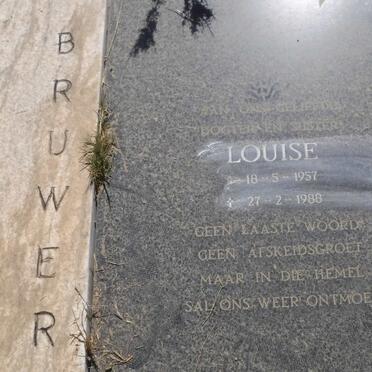 BRUWER
VAN ONS GELIEFDE
DOGTER EN SUSTER
LOUISE
* 18 - 5 - 1957
† 27 - 2 - 1988
GEEN LAASTE WOORD
GEEN AFSKEIDSGROET
MAAR IN DIE HEMEL
SAL ONS WEER ONTMOE